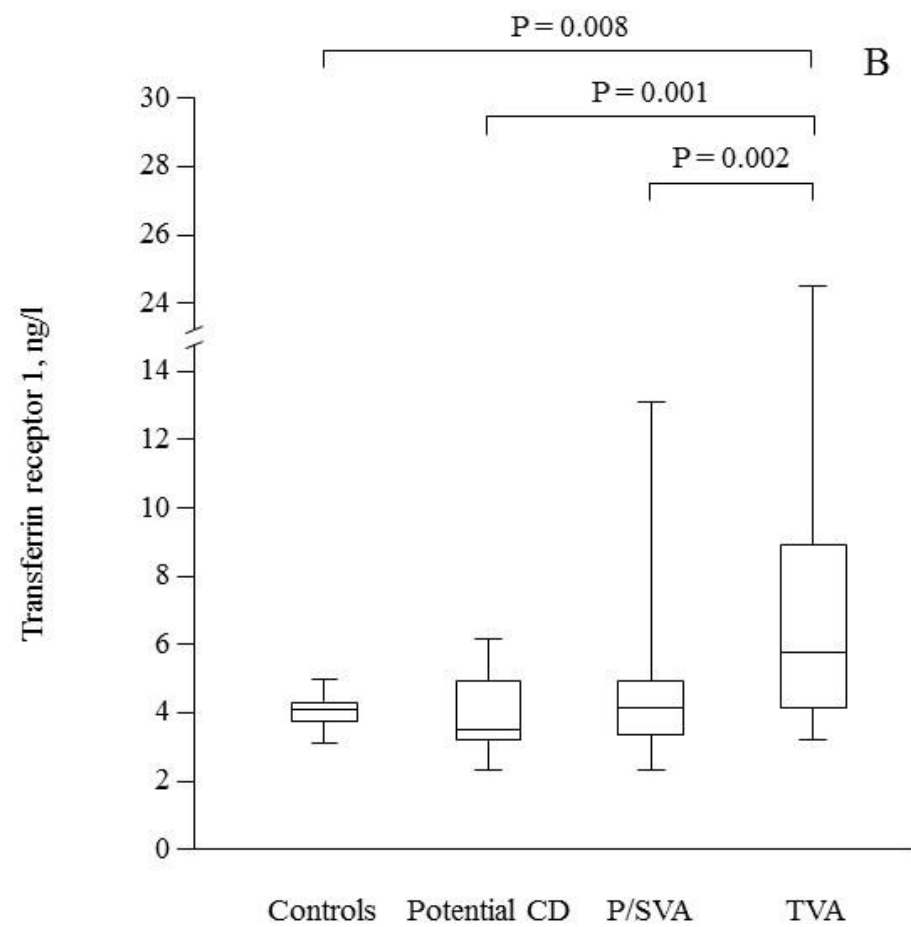 P = 0.008
B
P = 0.001
P = 0.002
30
28
26
24
14
12
10
8
6
4
2
0
Transferrin receptor 1, ng/l
Controls Potential CD P/SVA TVA